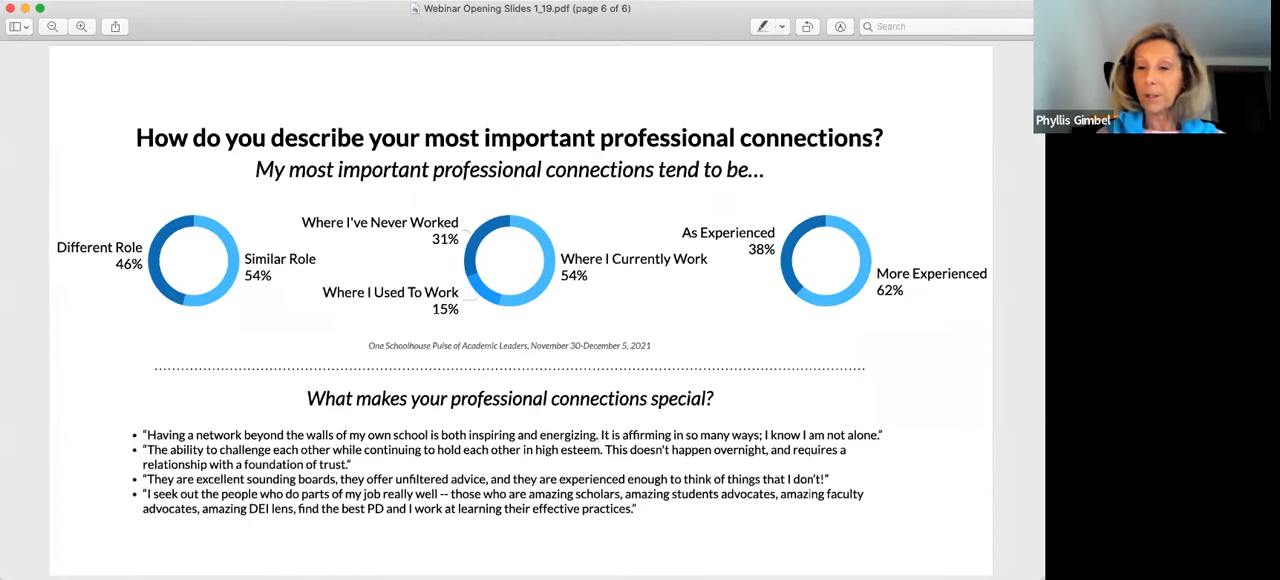 Webinar Opening Slides 1_19.pdf (page 6 of 6)
Search
Phyllis Gimbel
How do you describe your most important professional connections?
My most important professional connections tend to be...
Different Role
46%
Similar Role
54%
Where I've Never Worked
31%
Where I Currently Work
54%
Where I Used To Work
15%
As Experienced
38%
More Experienced
62%
One Schoolhouse Pulse of Academic Leaders, November 30-December 5, 2021
What makes your professional connections special?
• “Having a network beyond the walls of my own school is both inspiring and energizing. It is affirming in so many ways; I know I am not alone.”
• “The ability to challenge each other while continuing to hold each other in high esteem. This doesn't happen overnight, and requires a
relationship with a foundation of trust.”
• “They are excellent sounding boards, they offer unfiltered advice, and they are experienced enough to think of things that I don't!”
• “I seek out the people who do parts of my job really well -- those who are amazing scholars, amazing students advocates, amazing faculty
advocates, amazing DEI lens, find the best PD and I work at learning their effective practices.”